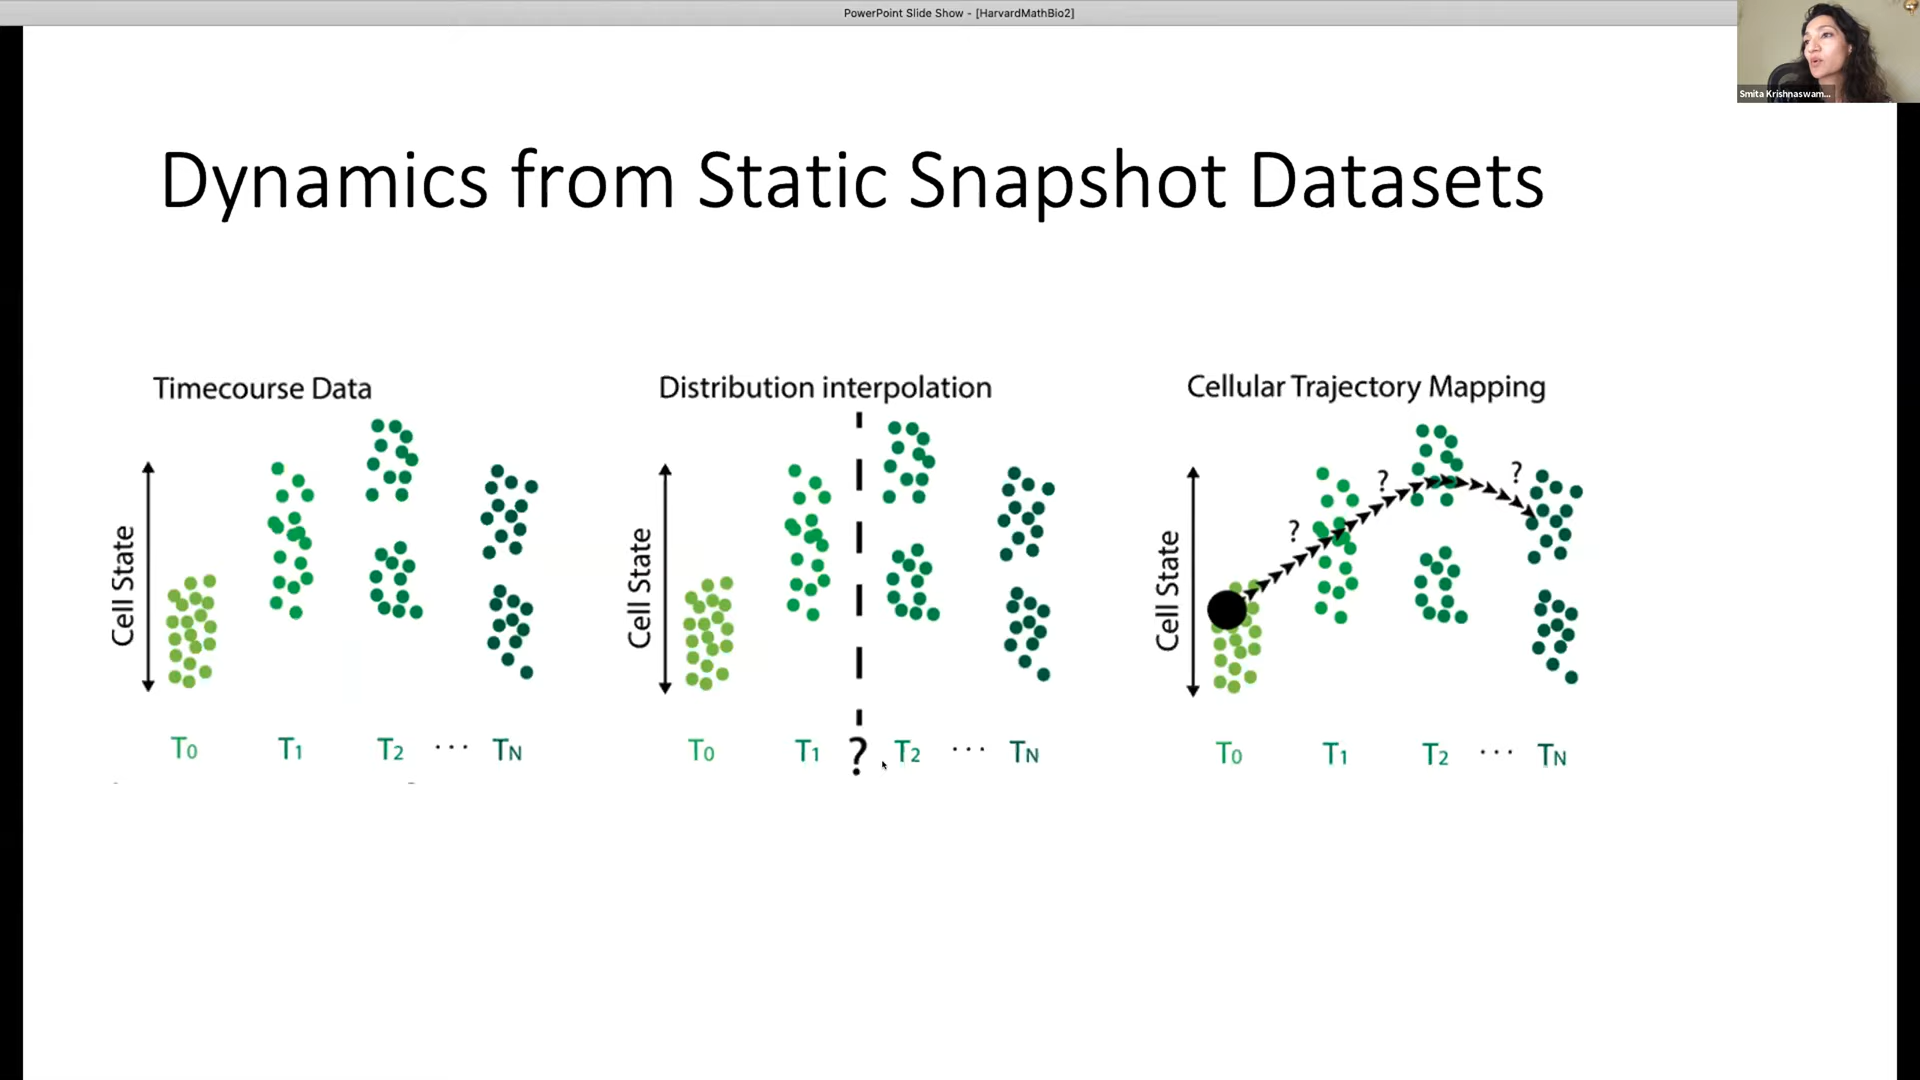 PowerPoint Slide Show - [HarvardMathBio2]
Smita Krishnaswam...
Dynamics from Static Snapshot Datasets
Timecourse Data
Cell State
T0 T1 T2 ... TN
Distribution interpolation
Cell State
T0 T1 ? T2 ... TN
Cellular Trajectory Mapping
Cell State
? ? ?
T0 T1 T2 ... TN